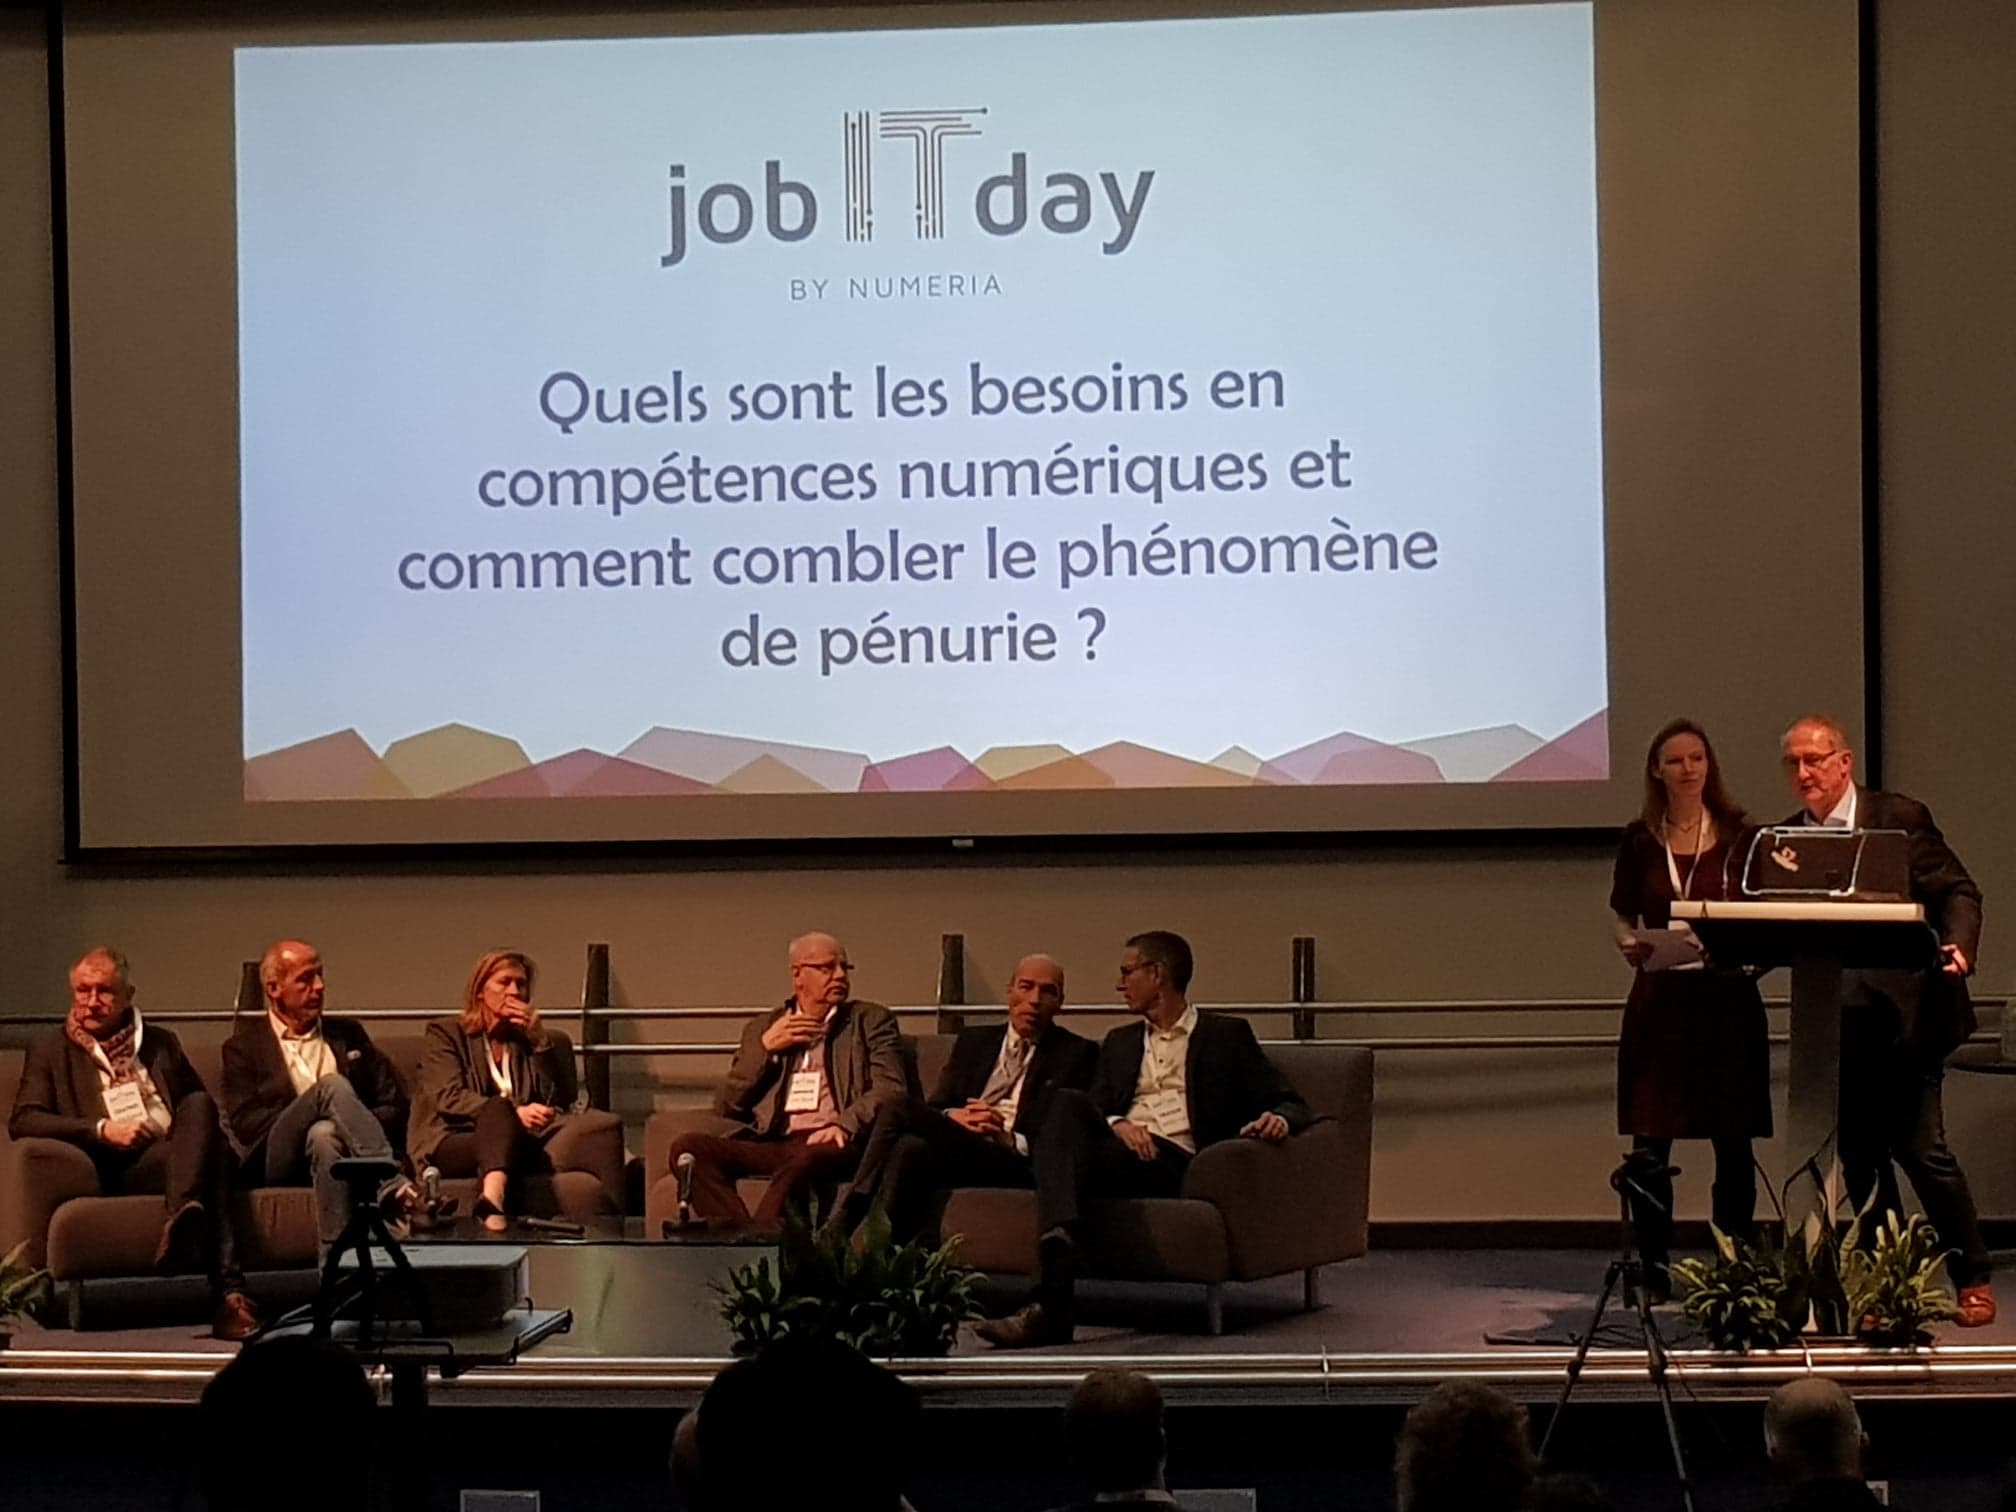 job IT day
BY NUMERIA
Quels sont les besoins en
compétences numériques et
comment combler le phénomène
de pénurie ?